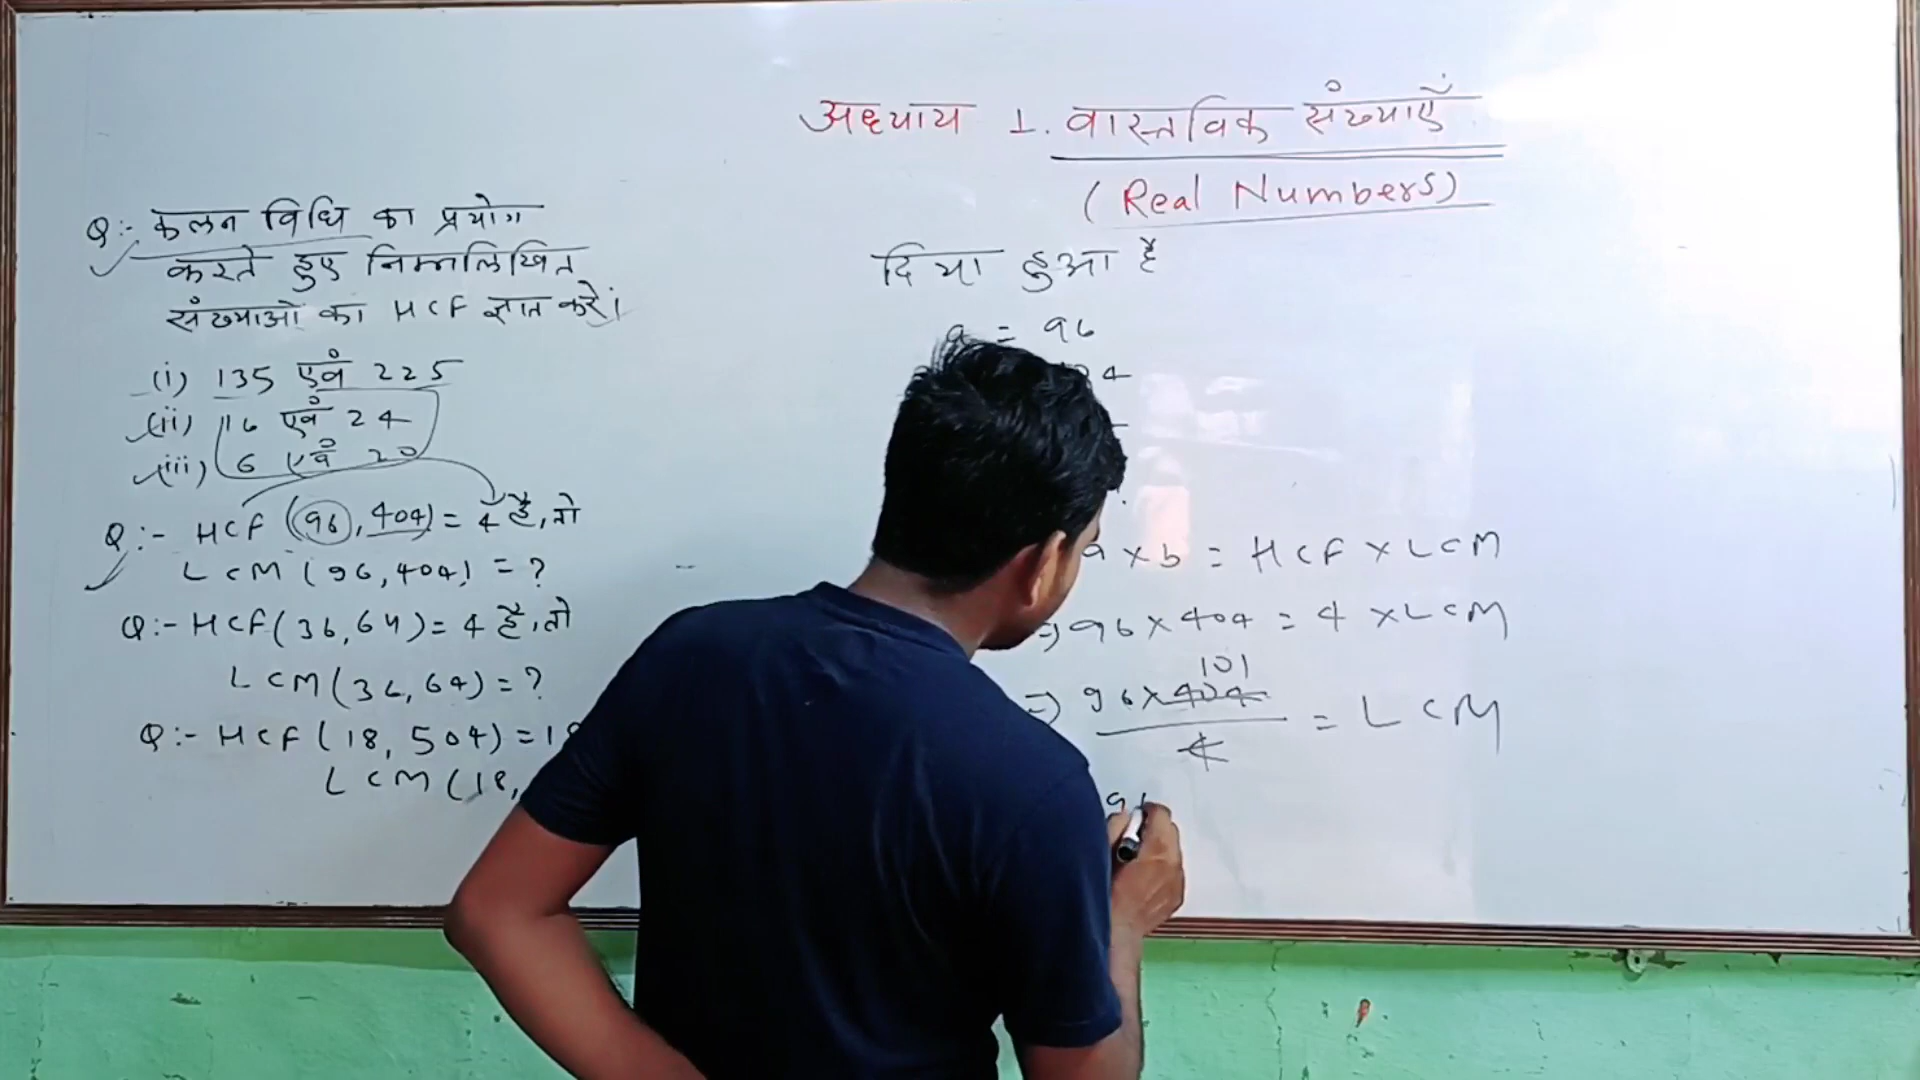 अध्याय 1. वास्तविक संख्याएँ
(Real Numbers)
Q:- कलन विधि का प्रयोग
करते हुए निम्नलिखित
संख्याओं का HCF ज्ञात करें।
(i) 135 एवं 225
(ii) 16 एवं 24
(iii) 6 एवं 20
Q:- HCF (96, 404) = 4 है, तो
LCM (96, 404) = ?
Q:- HCF (36, 64) = 4 है, तो
LCM (36, 64) = ?
Q:- HCF (18, 504) = 18
LCM (18,
दिया हुआ है
a = 96
a × b = HCF × LCM
⇒ 96 × 404 = 4 × LCM
101
⇒ 96 × 404
= LCM
4
96